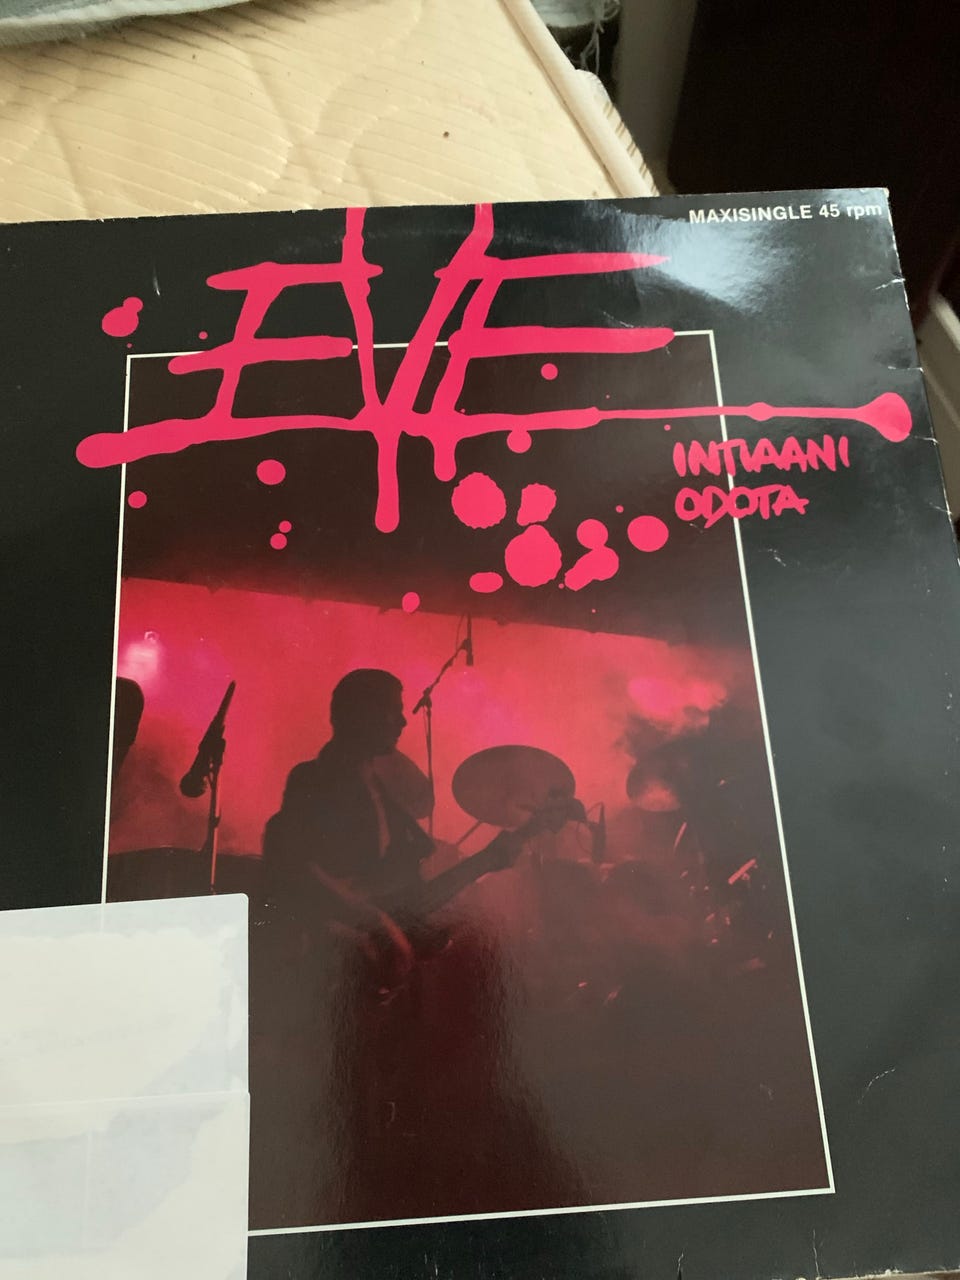 MAXISINGLE 45 rpm
EVE
INTIAANI
ODOTA